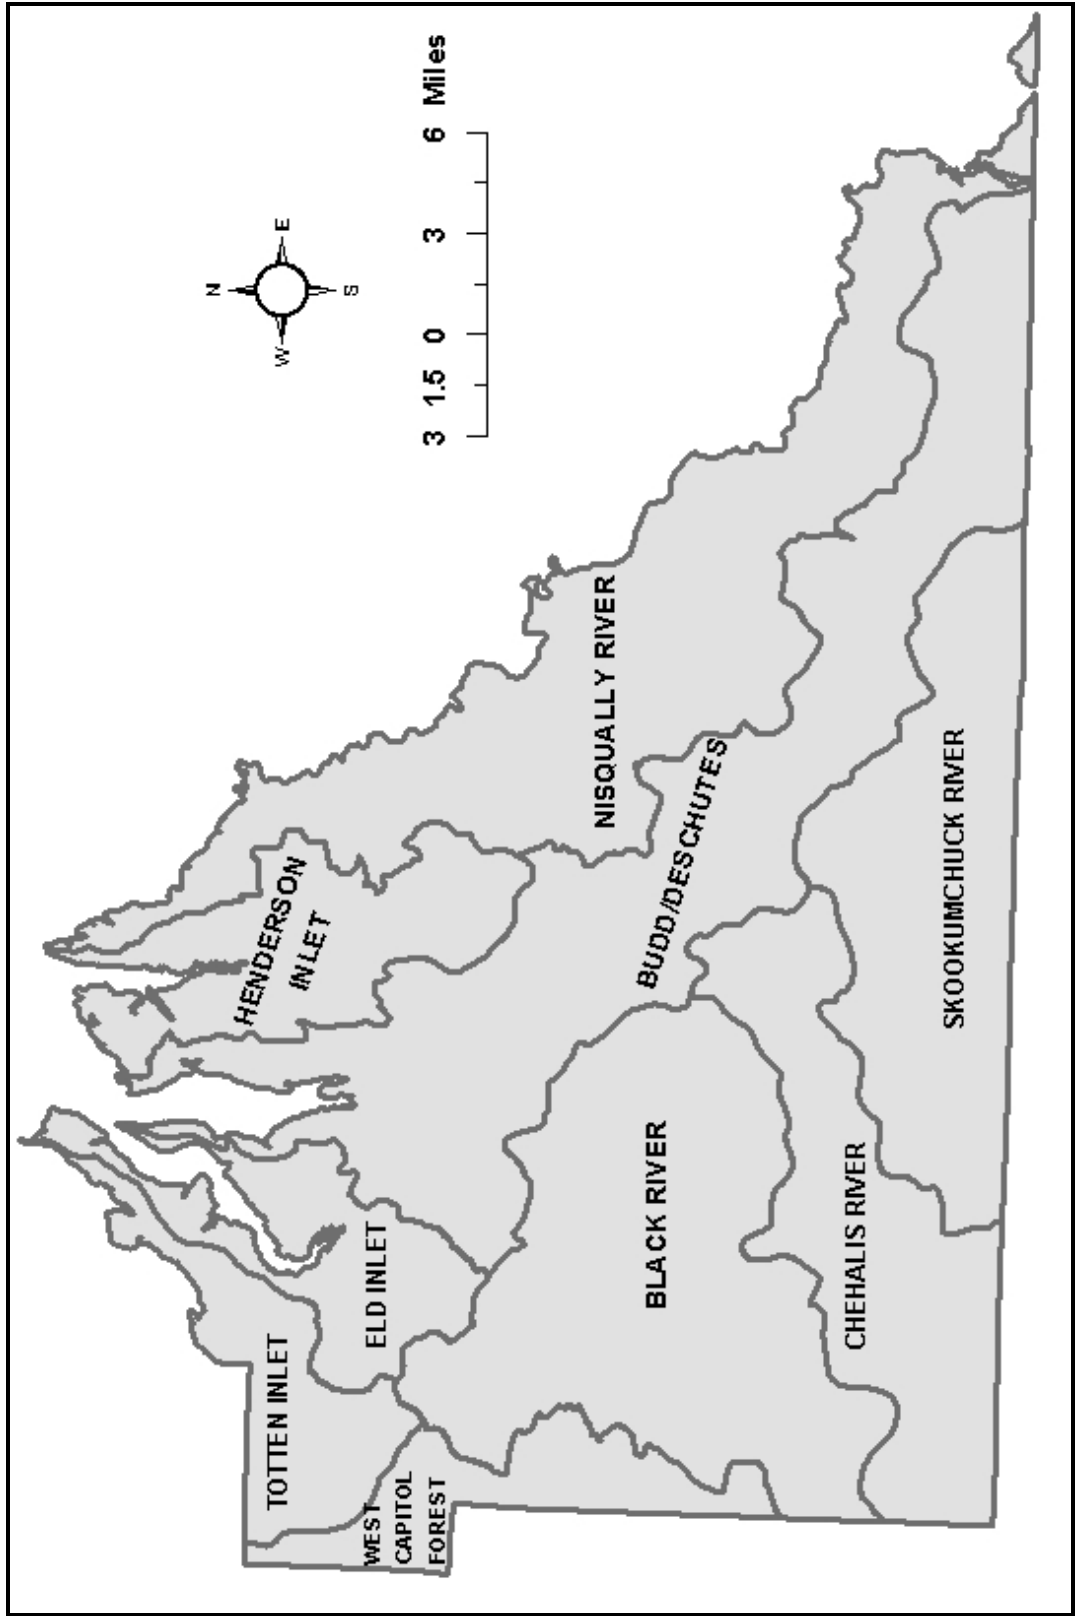 N
W
E
S
3 1.5 0 3 6 Miles
TOTTEN INLET
WEST
CAPITOL
FOREST
ELD INLET
HENDERSON
INLET
NISQUALLY RIVER
BUDD/DESCHUTES
BLACK RIVER
CHEHALIS RIVER
SKOOKUMCHUCK RIVER